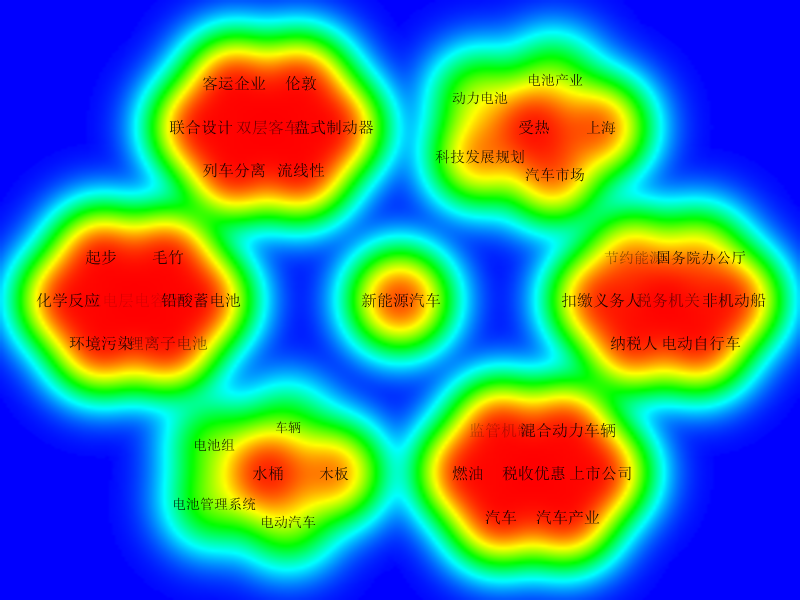 客运企业 伦敦
联合设计 双层客车 盘式制动器
列车分离 流线性
电池产业
动力电池
受热 上海
科技发展规划
汽车市场
起步 毛竹
化学反应 铅酸蓄电池
环境污染 锂离子电池
新能源汽车
节约能源 国务院办公厅
扣缴义务人 税务机关 非机动船
纳税人 电动自行车
车辆
电池组
水桶 木板
电池管理系统
电动汽车
监管机 混合动力车辆
燃油 税收优惠 上市公司
汽车 汽车产业